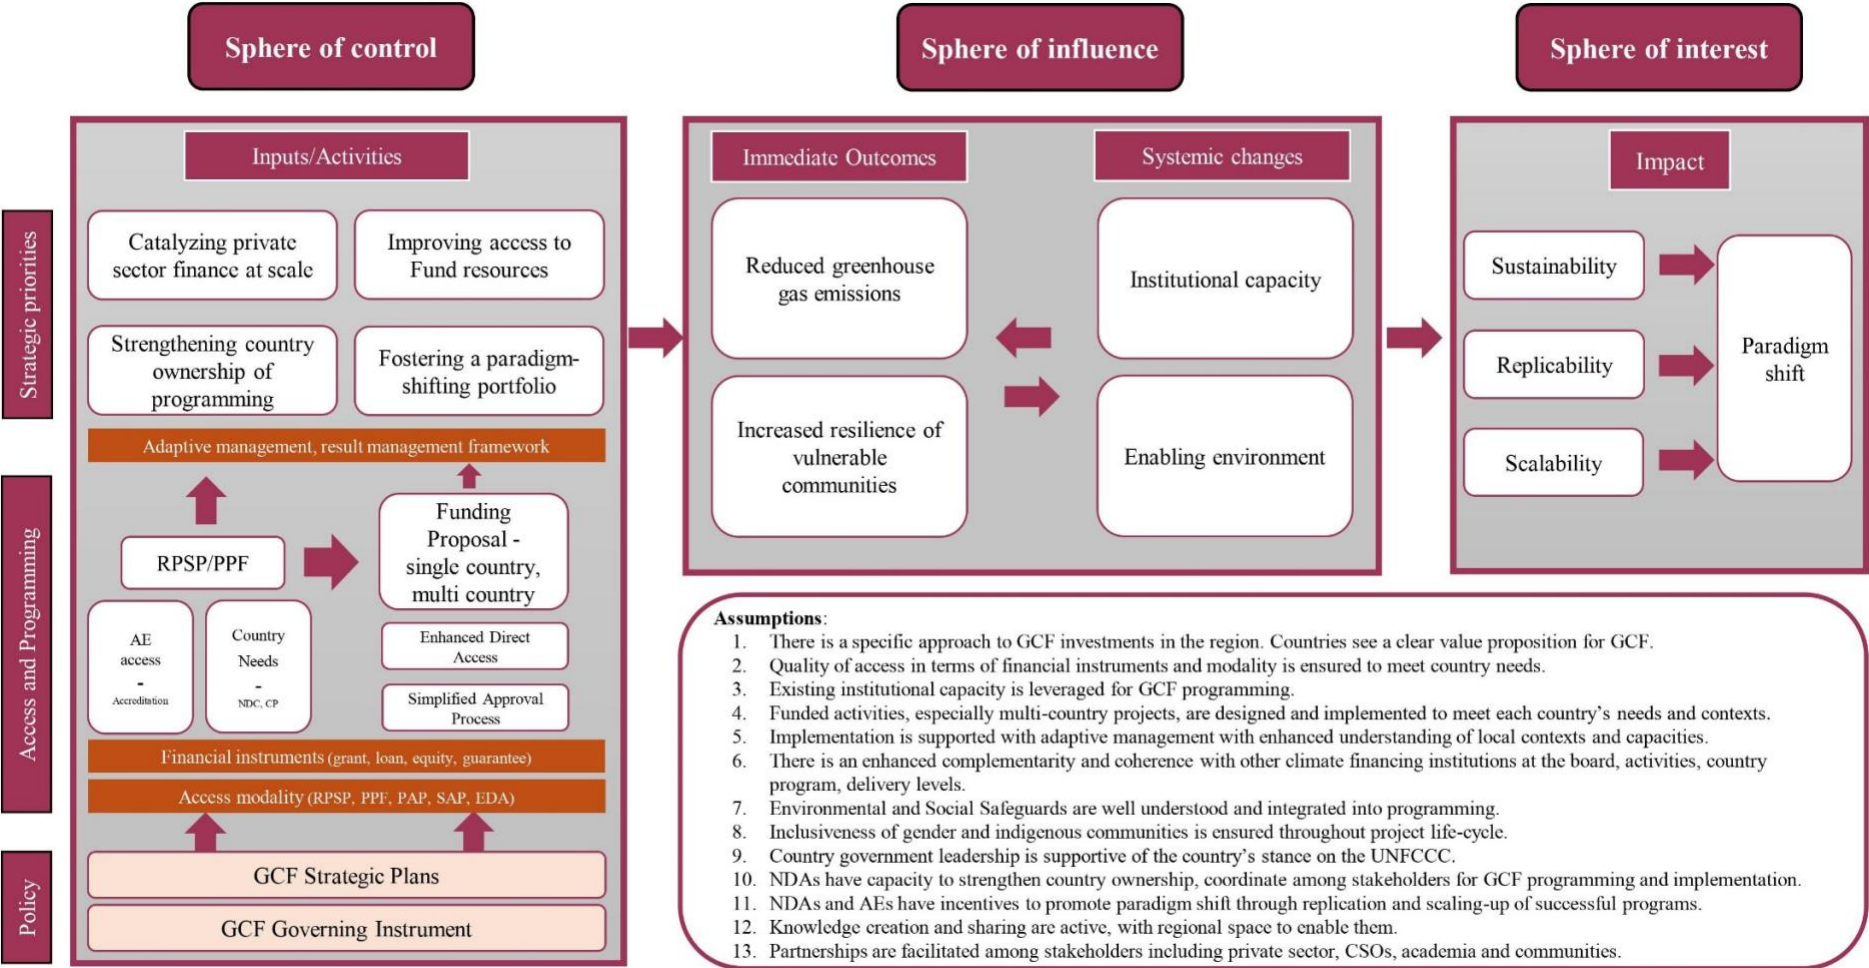 Sphere of control
Sphere of influence
Sphere of interest
Strategic priorities
Access and Programming
Policy
Inputs/Activities
Catalyzing private
sector finance at scale
Improving access to
Fund resources
Strengthening country
ownership of
programming
Fostering a paradigm-
shifting portfolio
Adaptive management, result management framework
RPSP/PPF
Funding
Proposal -
single country,
multi country
AE
access
-
Accreditation
Country
Needs
-
NDC, CP
Enhanced Direct
Access
Simplified Approval
Process
Financial instruments (grant, loan, equity, guarantee)
Access modality (RPSP, PPF, PAP, SAP, EDA)
GCF Strategic Plans
GCF Governing Instrument
Immediate Outcomes
Reduced greenhouse
gas emissions
Increased resilience of
vulnerable
communities
Systemic changes
Institutional capacity
Enabling environment
Impact
Sustainability
Replicability
Scalability
Paradigm
shift
Assumptions:
1. There is a specific approach to GCF investments in the region. Countries see a clear value proposition for GCF.
2. Quality of access in terms of financial instruments and modality is ensured to meet country needs.
3. Existing institutional capacity is leveraged for GCF programming.
4. Funded activities, especially multi-country projects, are designed and implemented to meet each country's needs and contexts.
5. Implementation is supported with adaptive management with enhanced understanding of local contexts and capacities.
6. There is an enhanced complementarity and coherence with other climate financing institutions at the board, activities, country
program, delivery levels.
7. Environmental and Social Safeguards are well understood and integrated into programming.
8. Inclusiveness of gender and indigenous communities is ensured throughout project life-cycle.
9. Country government leadership is supportive of the country's stance on the UNFCCC.
10. NDAs have capacity to strengthen country ownership, coordinate among stakeholders for GCF programming and implementation.
11. NDAs and AEs have incentives to promote paradigm shift through replication and scaling-up of successful programs.
12. Knowledge creation and sharing are active, with regional space to enable them.
13. Partnerships are facilitated among stakeholders including private sector, CSOs, academia and communities.